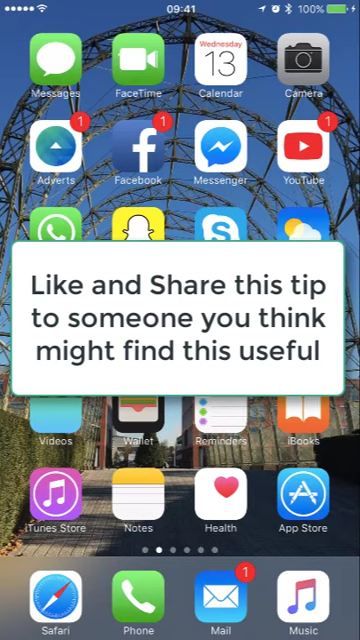 09:41
100%
Wednesday
13
Messages
FaceTime
Calendar
Camera
1
1
1
Adverts
Facebook
Messenger
YouTube
Like and Share this tip
to someone you think
might find this useful
Videos
Wallet
Reminders
iBooks
iTunes Store
Notes
Health
App Store
1
Safari
Phone
Mail
Music